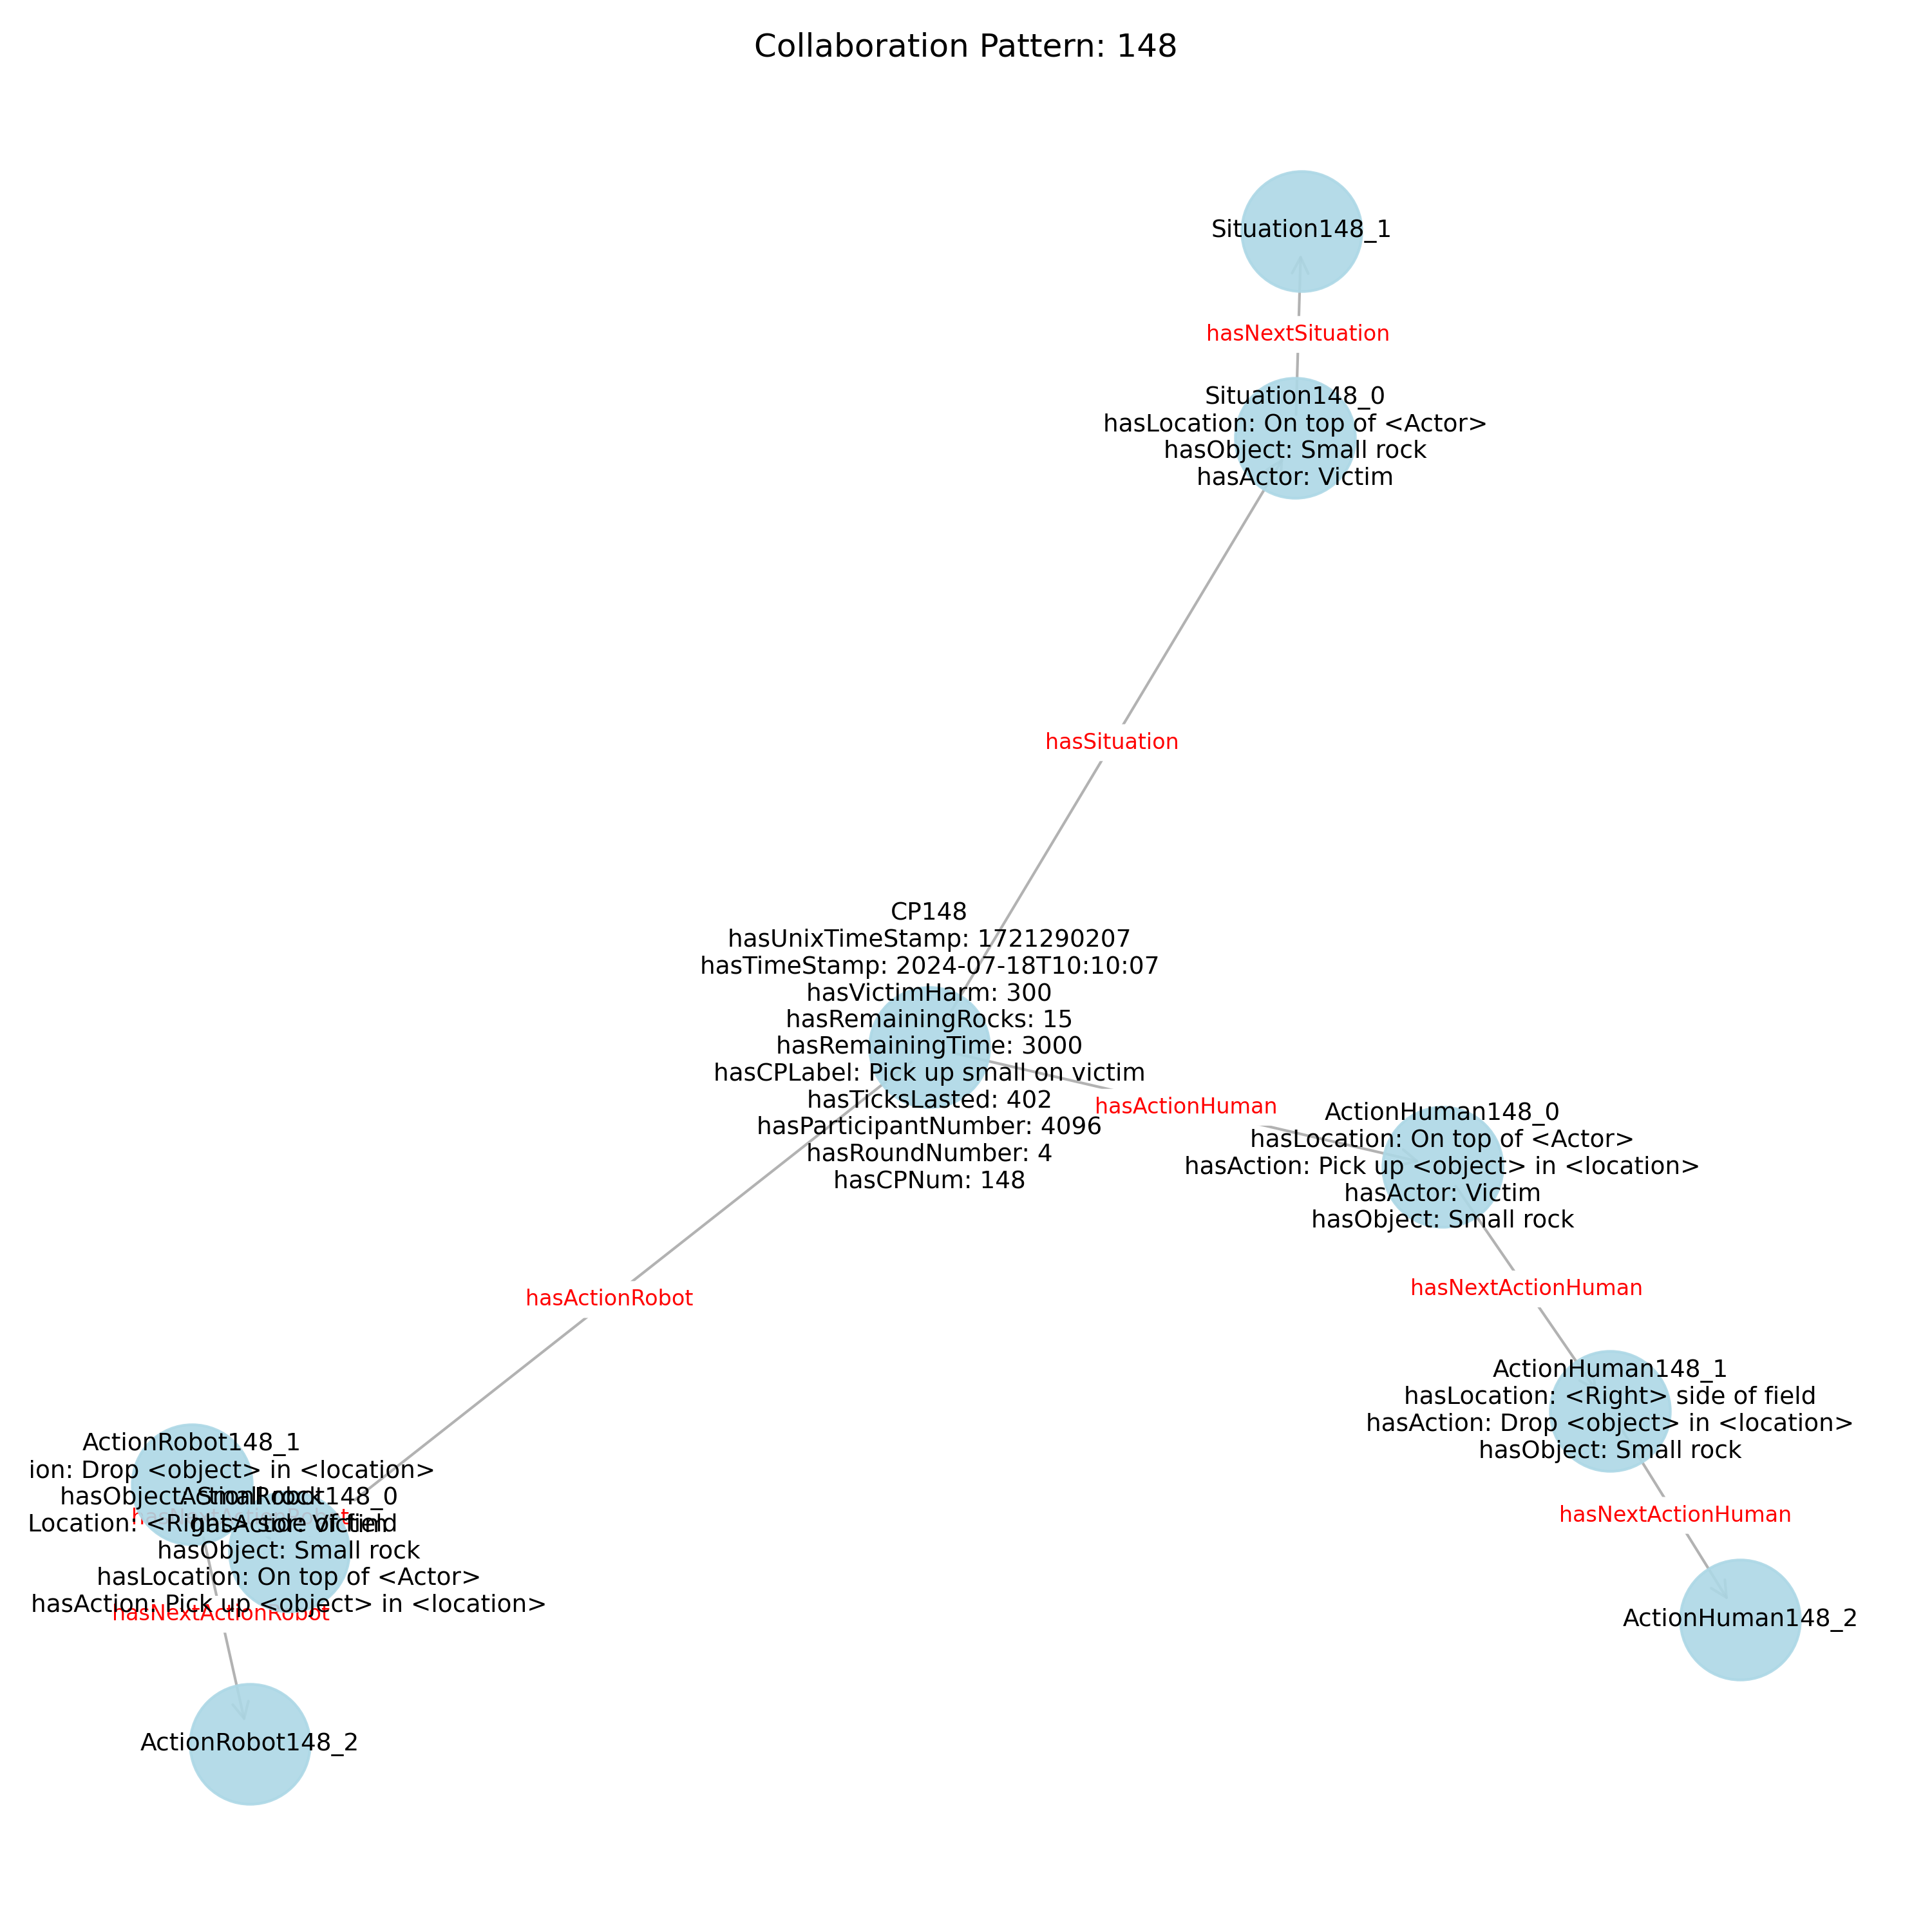 Collaboration Pattern: 148
Situation148_1
hasNextSituation
Situation148_0
hasLocation: On top of <Actor>
hasObject: Small rock
hasActor: Victim
hasSituation
CP148
hasUnixTimeStamp: 1721290207
hasTimeStamp: 2024-07-18T10:10:07
hasVictimHarm: 300
hasRemainingRocks: 15
hasRemainingTime: 3000
hasCPLabel: Pick up small on victim
hasTicksLasted: 402
hasParticipantNumber: 4096
hasRoundNumber: 4
hasCPNum: 148
hasActionHuman
ActionHuman148_0
hasLocation: On top of <Actor>
hasAction: Pick up <object> in <location>
hasActor: Victim
hasObject: Small rock
hasNextActionHuman
ActionHuman148_1
hasLocation: <Right> side of field
hasAction: Drop <object> in <location>
hasObject: Small rock
hasNextActionHuman
ActionHuman148_2
hasActionRobot
ActionRobot148_1
ion: Drop <object> in <location>
hasObject: Small rock
Location: <Right> side of field
ActionRobot148_0
hasActor: Victim
hasObject: Small rock
hasLocation: On top of <Actor>
hasAction: Pick up <object> in <location>
hasNextActionRobot
ActionRobot148_2